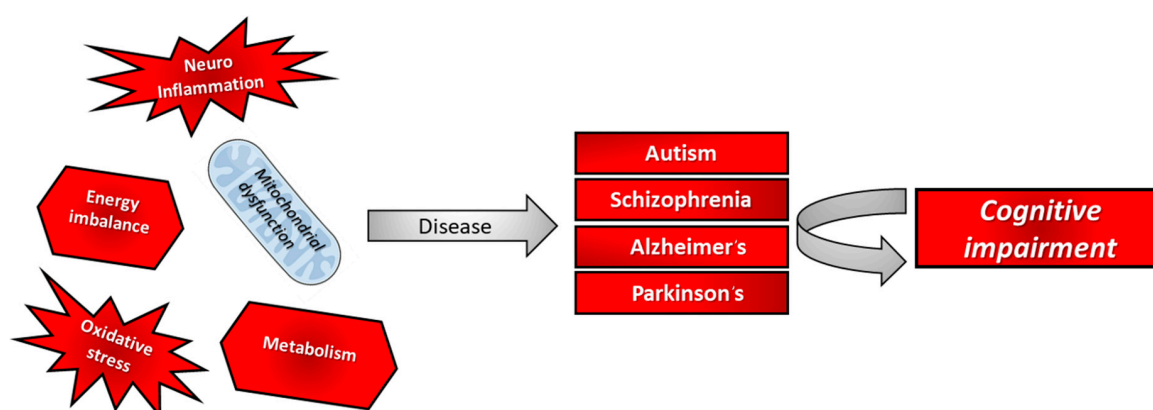 Neuro
Inflammation
Energy
imbalance
Mitochondrial
dysfunction
Oxidative
stress
Metabolism
Disease
Autism
Schizophrenia
Alzheimer´s
Parkinson´s
Cognitive
impairment